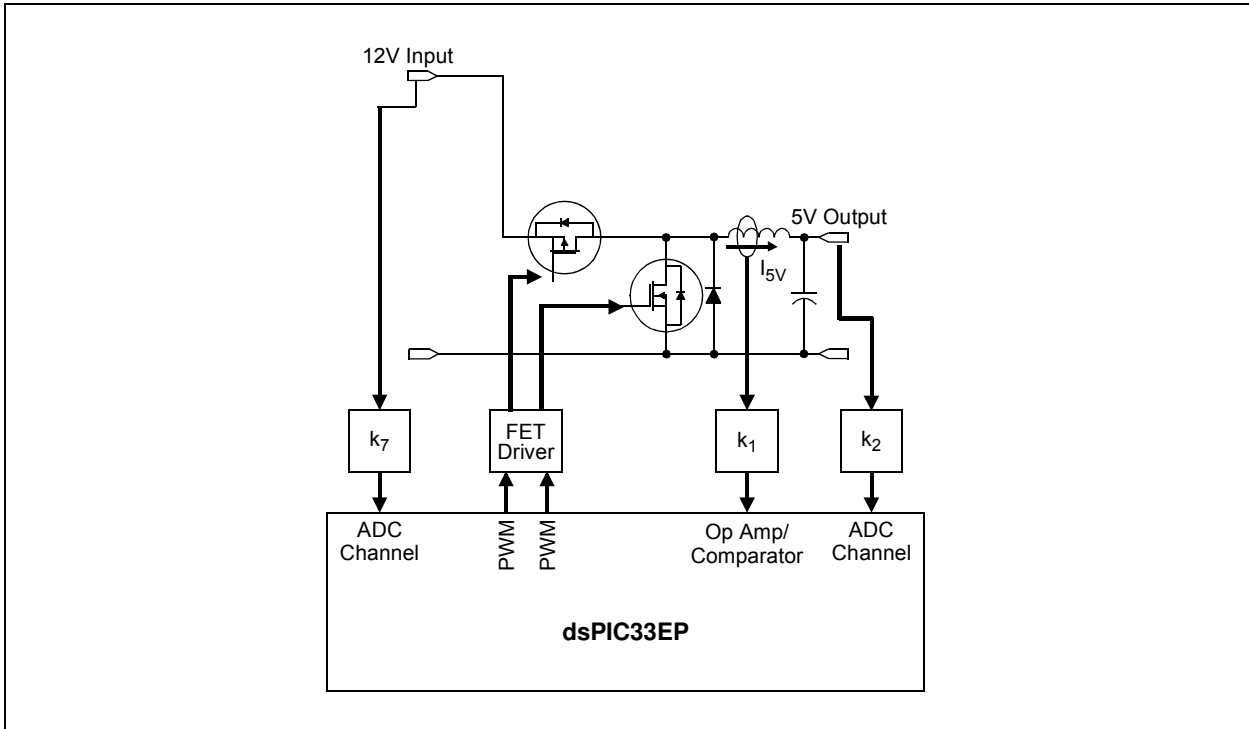 12V Input
5V Output
I5V
k7
FET
Driver
k1
k2
ADC
Channel
PWM
PWM
Op Amp/
Comparator
ADC
Channel
dsPIC33EP